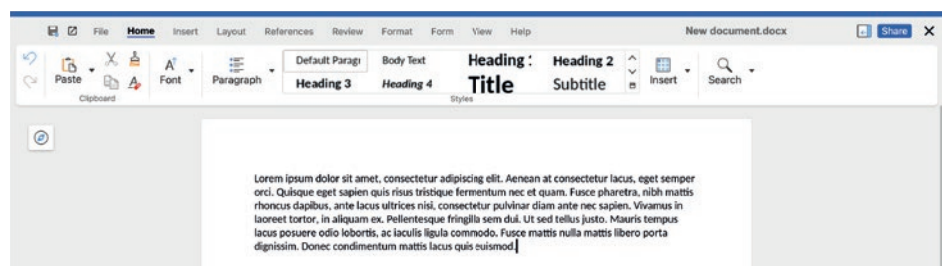 File Home Insert Layout References Review Format Form View Help New document.docx Share
Default Paragr Body Text Heading Heading 2
Paste Font Paragraph Heading 3 Heading 4 Title Subtitle Insert Search
Clipboard Styles
Lorem ipsum dolor sit amet, consectetur adipiscing elit. Aenean at consectetur lacus, eget semper
orci. Quisque eget sapien quis risus tristique fermentum nec et quam. Fusce pharetra, nibh mattis
rhoncus dapibus, ante lacus ultrices nisi, consectetur pulvinar diam ante nec sapien. Vivamus in
laoreet tortor, in aliquam ex. Pellentesque fringilla sem dui. Ut sed tellus justo. Mauris tempus
lacus posuere odio lobortis, ac iaculis ligula commodo. Fusce mattis nulla mattis libero porta
dignissim. Donec condimentum mattis lacus quis euismod.